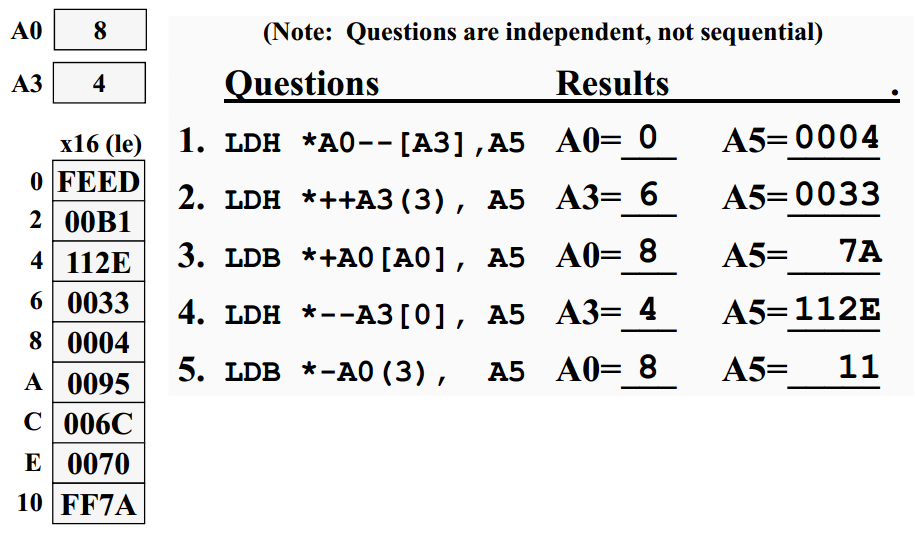 A0 8
A3 4
x16 (le)
0 FEED
2 00B1
4 112E
6 0033
8 0004
A 0095
C 006C
E 0070
10 FF7A
(Note: Questions are independent, not sequential)
Questions Results .
1. LDH *A0--[A3],A5 A0= 0 A5=0004
2. LDH *++A3(3), A5 A3= 6 A5=0033
3. LDB *+A0[A0], A5 A0= 8 A5= 7A
4. LDH *--A3[0], A5 A3= 4 A5=112E
5. LDB *-A0(3), A5 A0= 8 A5= 11